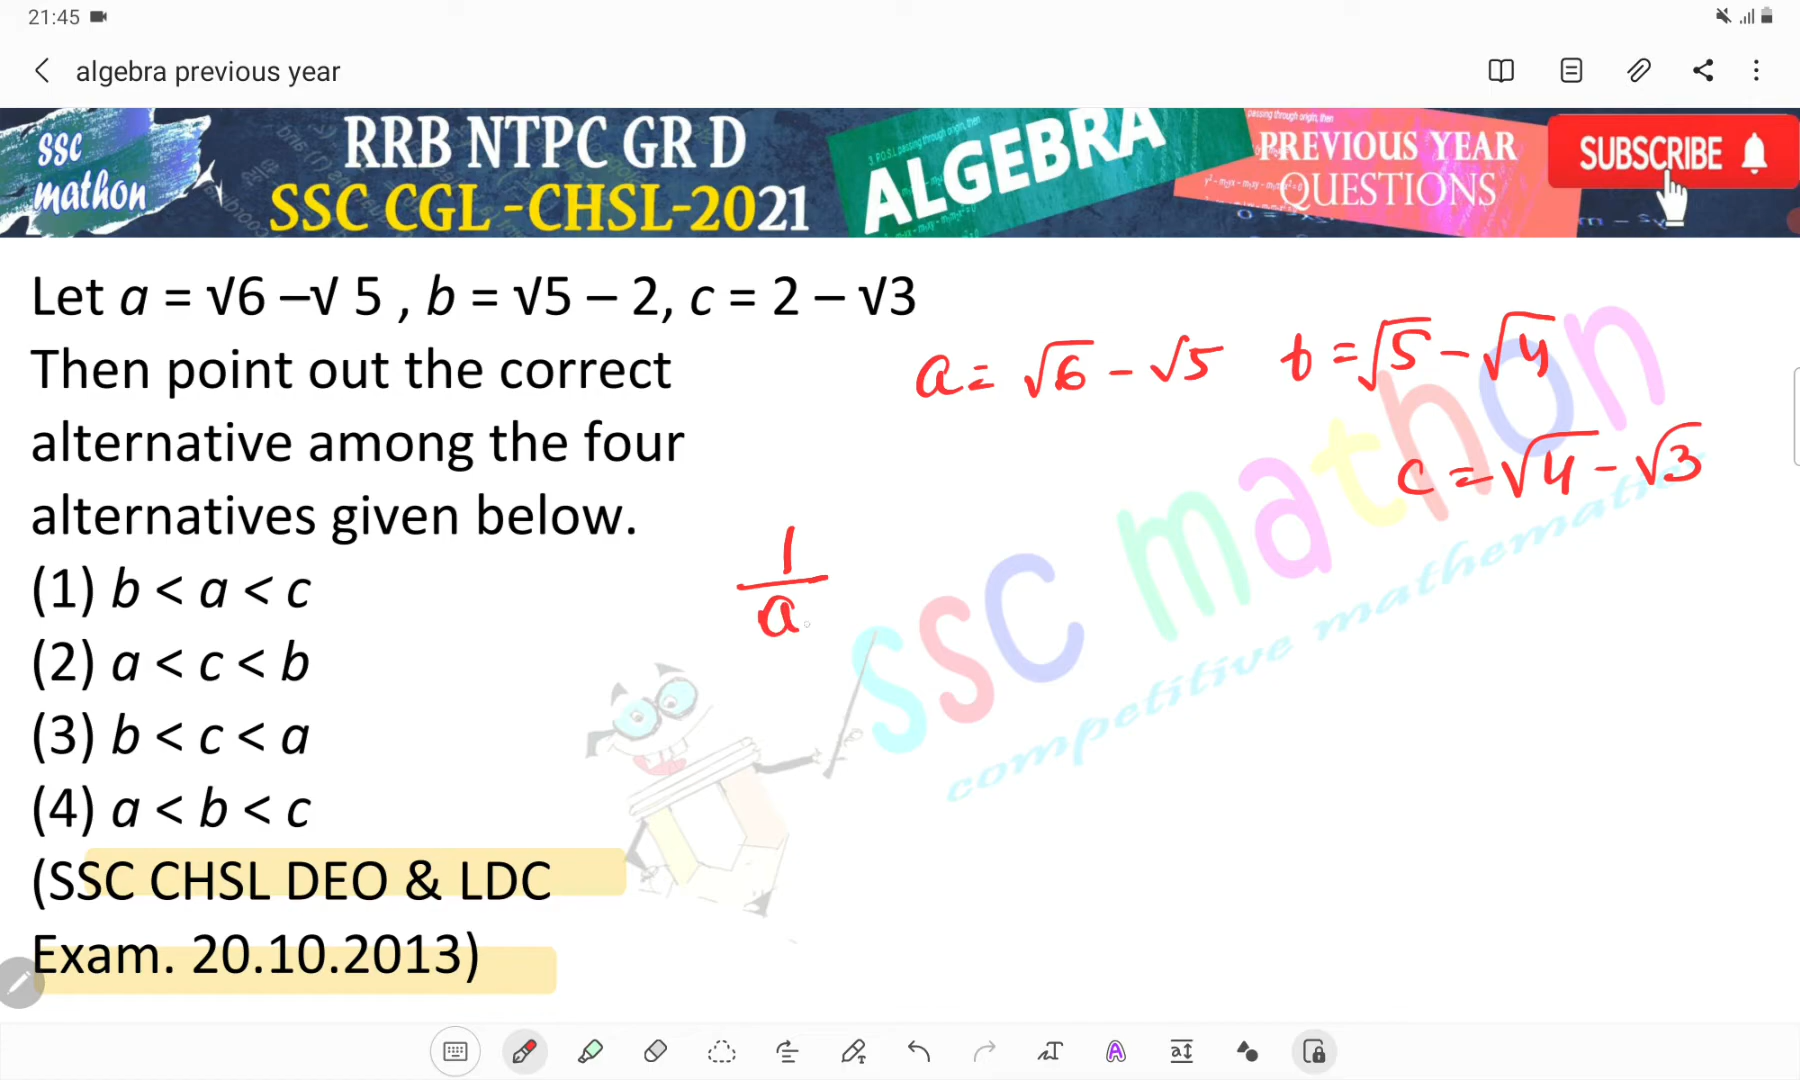 21:45
algebra previous year
SSC
mathon
RRB NTPC GR D
SSC CGL -CHSL-2021
ALGEBRA
PREVIOUS YEAR
QUESTIONS
SUBSCRIBE
Let a = √6 –√ 5 , b = √5 – 2, c = 2 – √3
Then point out the correct
alternative among the four
alternatives given below.
(1) b < a < c
(2) a < c < b
(3) b < c < a
(4) a < b < c
(SSC CHSL DEO & LDC
Exam. 20.10.2013)
a = √6 - √5 b = √5 - √4
c = √4 - √3
1
a
SSC mathon
competitive mathematics